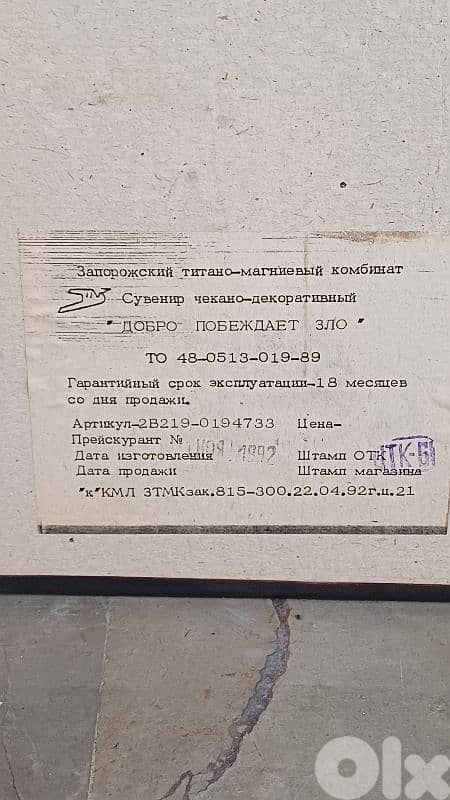 Запорожский титано-магниевый комбинат
Сувенир чекано-декоративный
"ДОБРО ПОБЕЖДАЕТ ЗЛО"
ТО 48-0513-019-89
Гарантийный срок эксплуатации-18 месяцев
со дня продажи.
Артикул-2В219-0194733 Цена-
Прейскурант №
Дата изготовления 1992 Штамп ОТК
Дата продажи Штамп магазина
"к"КМЛ ЗТМКзак.815-300.22.04.92г.ц.21
OLX